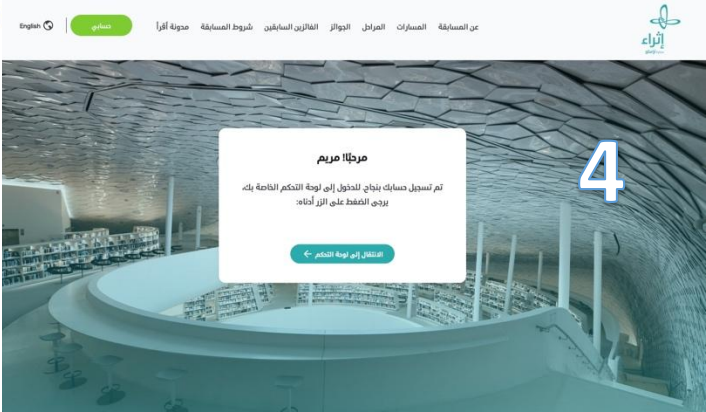 عن المسابقة المسارات المراحل الجوائز الفائزين السابقين شروط المسابقة مدونة أقرأ حسابي English
إثراء
4
مرحبًا! مريم
تم تسجيل حسابك بنجاح. للدخول إلى لوحة التحكم الخاصة بك،
يرجى الضغط على الزر أدناه:
الانتقال إلى لوحة التحكم ←